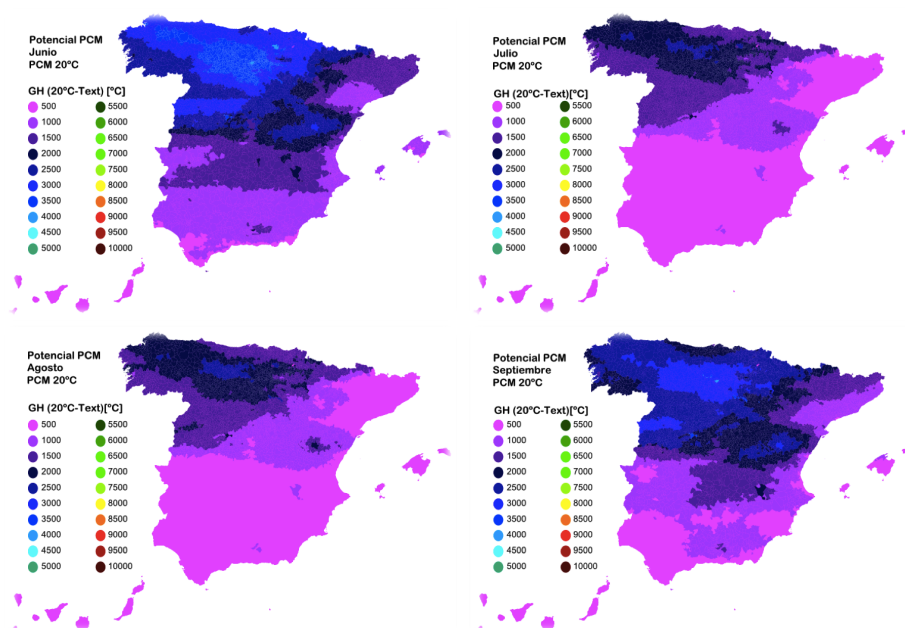 Potencial PCM
Junio
PCM 20ºC
GH (20ºC-Text) [ºC]
500 5500
1000 6000
1500 6500
2000 7000
2500 7500
3000 8000
3500 8500
4000 9000
4500 9500
5000 10000
Potencial PCM
Julio
PCM 20ºC
GH (20ºC-Text)[ºC]
500 5500
1000 6000
1500 6500
2000 7000
2500 7500
3000 8000
3500 8500
4000 9000
4500 9500
5000 10000
Potencial PCM
Agosto
PCM 20ºC
GH (20ºC-Text)[ºC]
500 5500
1000 6000
1500 6500
2000 7000
2500 7500
3000 8000
3500 8500
4000 9000
4500 9500
5000 10000
Potencial PCM
Septiembre
PCM 20ºC
GH (20ºC-Text)[ºC]
500 5500
1000 6000
1500 6500
2000 7000
2500 7500
3000 8000
3500 8500
4000 9000
4500 9500
5000 10000